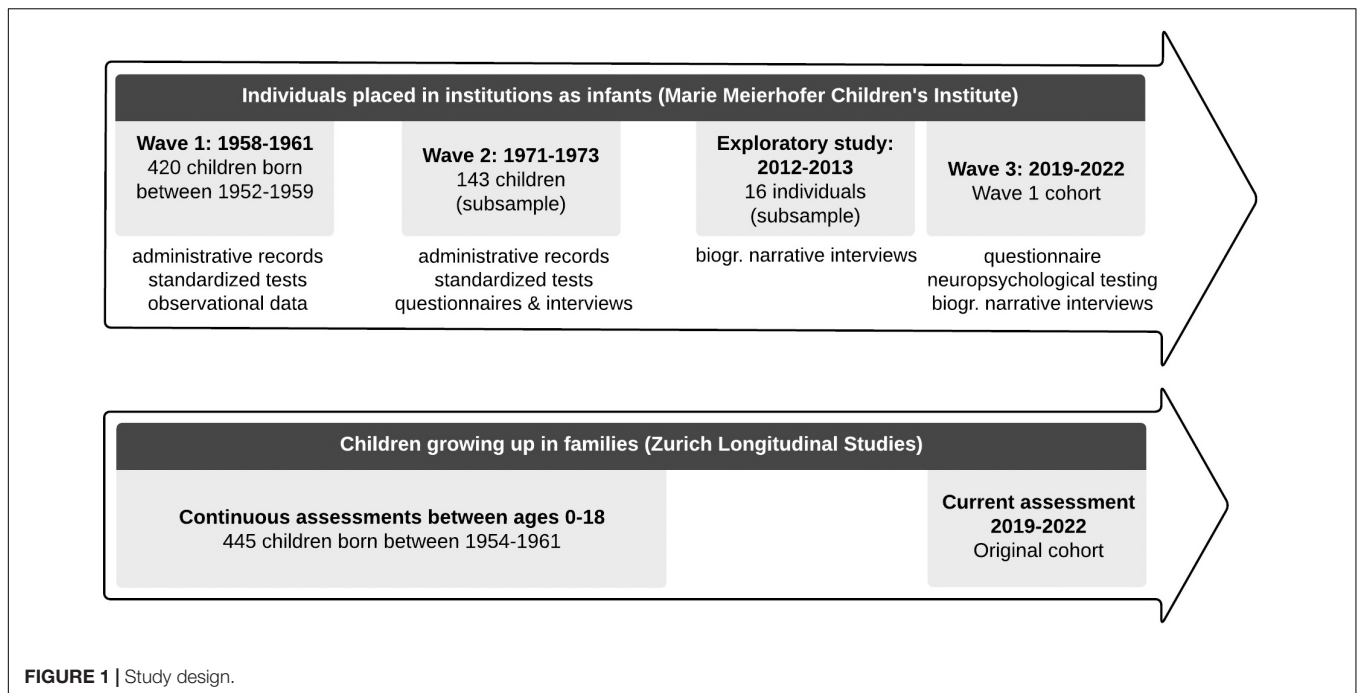 Individuals placed in institutions as infants (Marie Meierhofer Children's Institute)
Wave 1: 1958-1961
420 children born
between 1952-1959
administrative records
standardized tests
observational data
Wave 2: 1971-1973
143 children
(subsample)
administrative records
standardized tests
questionnaires & interviews
Exploratory study:
2012-2013
16 individuals
(subsample)
biogr. narrative interviews
Wave 3: 2019-2022
Wave 1 cohort
questionnaire
neuropsychological testing
biogr. narrative interviews
Children growing up in families (Zurich Longitudinal Studies)
Continuous assessments between ages 0-18
445 children born between 1954-1961
Current assessment
2019-2022
Original cohort
FIGURE 1 | Study design.